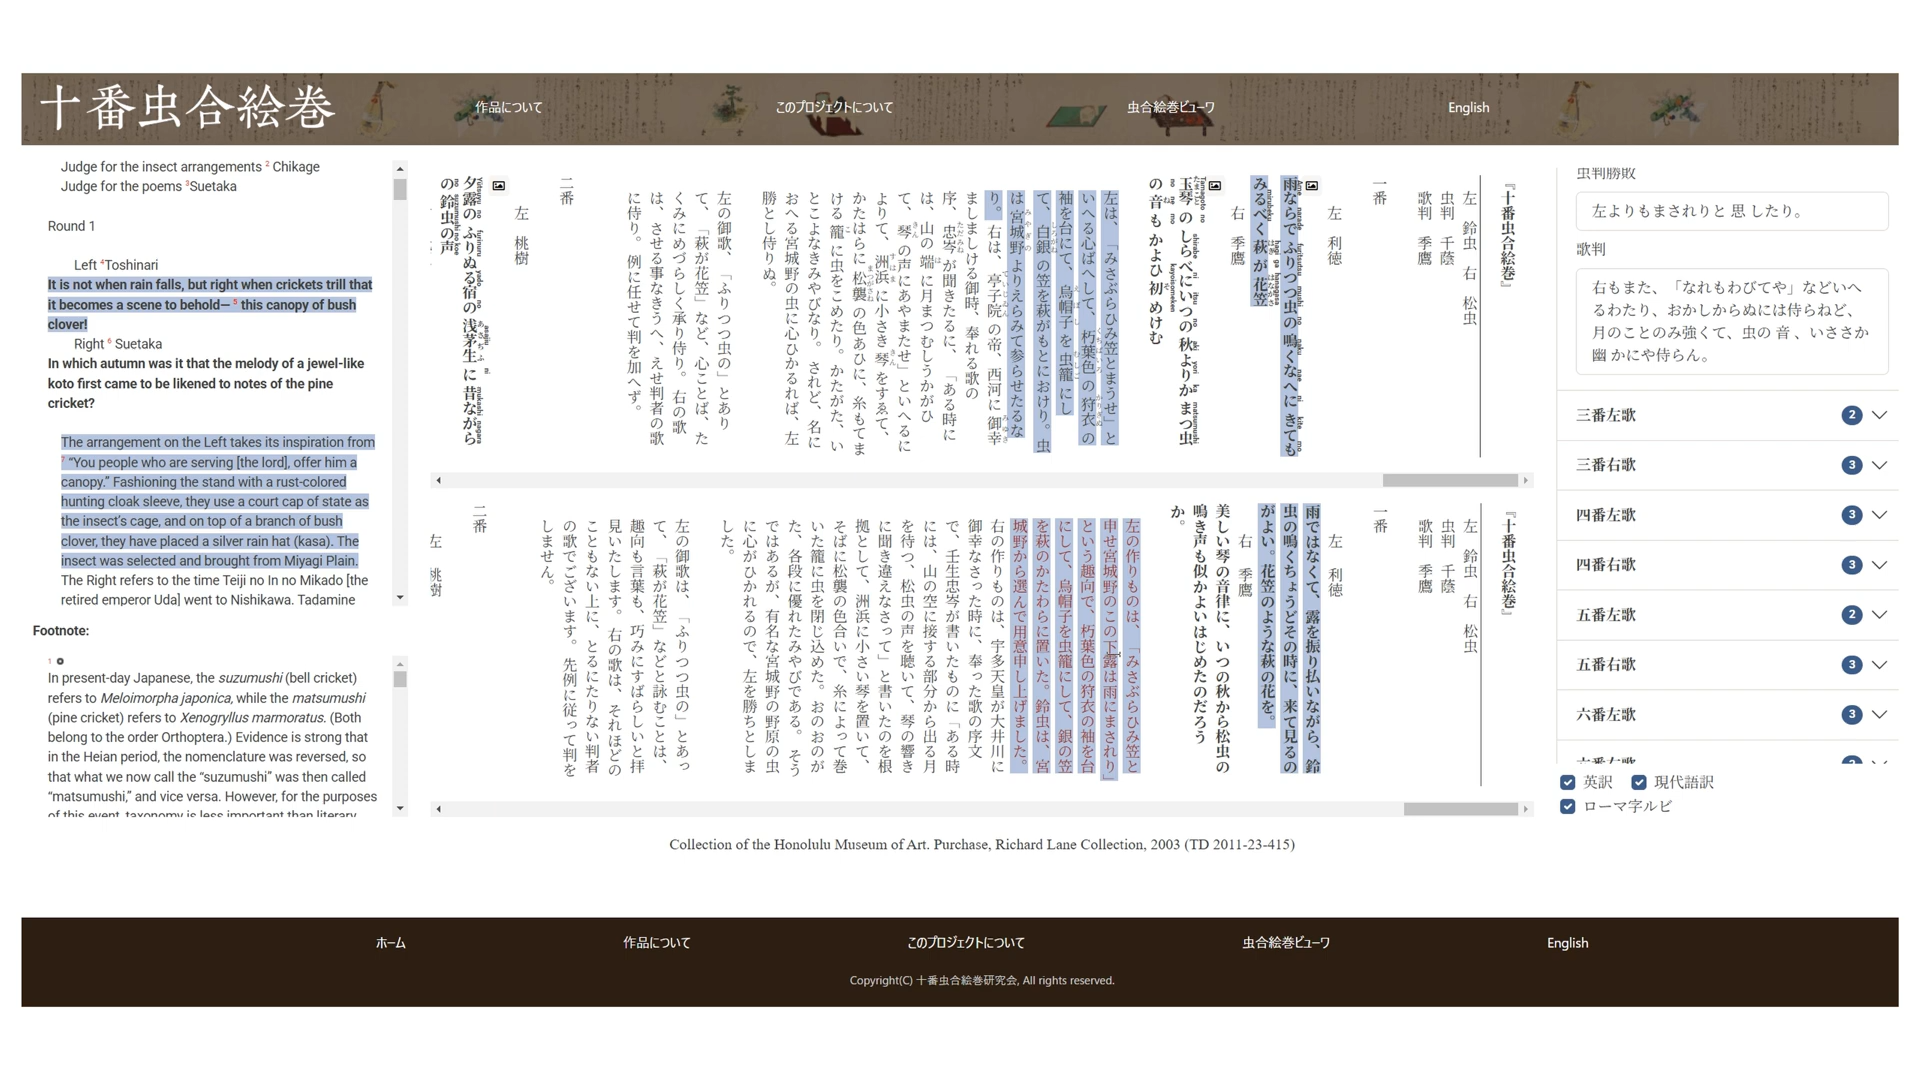 十番虫合絵巻
作品について
このプロジェクトについて
虫合絵巻ビューワ
English
Judge for the insect arrangements 2 Chikage
Judge for the poems 3Suetaka
Round 1
Left 4Toshinari
It is not when rain falls, but right when crickets trill that
it becomes a scene to behold— 5 this canopy of bush
clover!
Right 6 Suetaka
In which autumn was it that the melody of a jewel-like
koto first came to be likened to notes of the pine
cricket?
The arrangement on the Left takes its inspiration from
7 “You people who are serving [the lord], offer him a
canopy.” Fashioning the stand with a rust-colored
hunting cloak sleeve, they use a court cap of state as
the insect’s cage, and on top of a branch of bush
clover, they have placed a silver rain hat (kasa). The
insect was selected and brought from Miyagi Plain.
The Right refers to the time Teiji no In no Mikado [the
retired emperor Uda] went to Nishikawa. Tadamine
Footnote:
1
In present-day Japanese, the suzumushi (bell cricket)
refers to Meloimorpha japonica, while the matsumushi
(pine cricket) refers to Xenogryllus marmoratus. (Both
belong to the order Orthoptera.) Evidence is strong that
in the Heian period, the nomenclature was reversed, so
that what we now call the “suzumushi” was then called
“matsumushi,” and vice versa. However, for the purposes
of this event, taxonomy is less important than literary
『十番虫合絵巻』
左 鈴虫 右 松虫
虫判 千蔭
歌判 季鷹
一番
左 利徳
雨ならで ふりつつ虫の 鳴くなへに きても
みるべく 萩 が 花笠
右 季鷹
玉琴 の しらべに いつの 秋 より か まつ虫
の 音 も かよひ 初 めけむ
左は、「みさぶらひみ笠とまうせ」と
いへる心ばへして、朽葉色 の 狩衣 の
袖を台にて、烏帽子 を 虫籠 にし
て、白銀 の笠を萩がもとにおけり。虫
は 宮城野 よりえらみて参らせたるな
り。右は、亭子院 の帝、西河に 御幸
ましましける御時、奉れる歌の
序、忠岑 が聞きたるに、「ある時に
は、山の 端 に月まつむしうかがひ
て、琴 の声にあやまたせ」といへるに
よりて、洲浜 に小さき 琴 をすゑて、
かたはらに 松襲 の色あひに、糸もてま
ける 籠 に虫をこめたり。かたがた、い
とこよなきみやびなり。されど、名に
おへる宮城野の虫に心ひかるれば、左
勝とし侍りぬ。
左の御歌、「ふりつつ虫の」とあり
て、「萩が花笠」など、心ことば、た
くみにめづらしく承り侍り。右の歌
は、させる事なきうへ、えせ判者の歌
に侍り。例に任せて判を加へず。
二番
左 桃樹
夕露 の ふりぬる 宿 の 浅茅生 に 昔 ながら
の 鈴虫 の 声
『十番虫合絵巻』
左 鈴虫 右 松虫
虫判 千蔭
歌判 季鷹
一番
左 利徳
雨ではなくて、露を振り払いながら、鈴
虫の鳴くちょうどその時に、来て見るの
がよい。花笠のような萩の花を。
右 季鷹
美しい琴の音律に、いつの秋から松虫の
鳴き声も似かよいはじめたのだろう
か。
左の作りものは、「みさぶらひみ笠と
申せ宮城野のこの下露は雨にまされり」
という趣向で、朽葉色の狩衣の袖を台
にして、烏帽子を虫籠にして、銀の笠
を萩のかたわらに置いた。鈴虫は、宮
城野から選んで用意申し上げました。
右の作りものは、宇多天皇が大井川に
御幸なさった時に、奉った歌の序文
で、壬生忠岑が書いたものに「ある時
には、山の空に接する部分から出る月
を待つ、松虫の声を聴いて、琴の響き
に聞き違えなさって」と書いたのを根
拠として、洲浜に小さい琴を置いて、
そばに松襲の色合いで、糸によって巻
いた籠に虫を閉じ込めた。おのおのが
た、各段に優れたみやびである。そう
ではあるが、有名な宮城野の野原の虫
に心がひかれるので、左を勝ちとしま
した。
左の御歌は、「ふりつつ虫の」とあっ
て、「萩が花笠」などと詠むことは、
趣向も言葉も、巧みにすばらしいと拝
見いたします。右の歌は、それほどの
こともない上に、とるにたりない判者
の歌でございます。先例に従って判を
しません。
二番
左 桃樹
虫判勝敗
左よりもまされりと 思 したり。
歌判
右もまた、「なれもわびてや」などいへ
るわたり、おかしからぬには侍らねど、
月のことのみ強くて、虫の 音 、いささか
幽 かにや侍らん。
三番左歌 2
三番右歌 3
四番左歌 3
四番右歌 3
五番左歌 2
五番右歌 3
六番左歌 3
英訳 現代語訳
ローマ字ルビ
Collection of the Honolulu Museum of Art. Purchase, Richard Lane Collection, 2003 (TD 2011-23-415)
ホーム
作品について
このプロジェクトについて
虫合絵巻ビューワ
English
Copyright(C) 十番虫合絵巻研究会, All rights reserved.